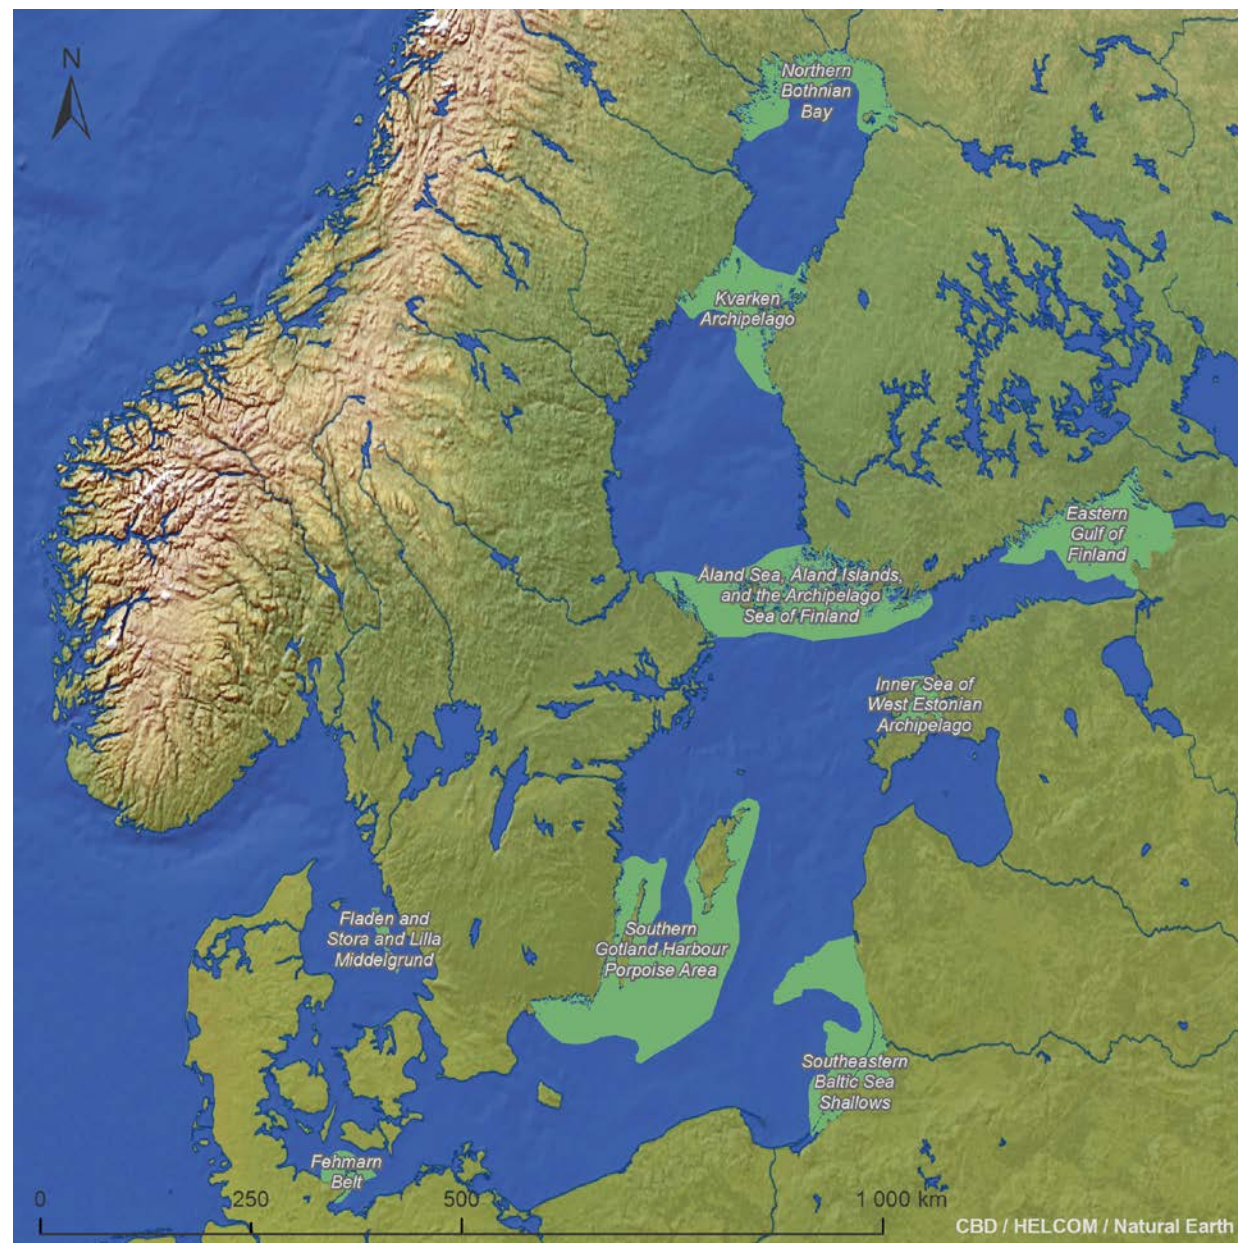 N
Northern
Bothnian
Bay
Kvarken
Archipelago
Eastern
Gulf of
Finland
Åland Sea, Åland Islands,
and the Archipelago
Sea of Finland
Inner Sea of
West Estonian
Archipelago
Fladen and
Stora and Lilla
Middelgrund
Southern
Gotland Harbour
Porpoise Area
Southeastern
Baltic Sea
Shallows
Fehmarn
Belt
0 250 500 1 000 km
CBD / HELCOM / Natural Earth